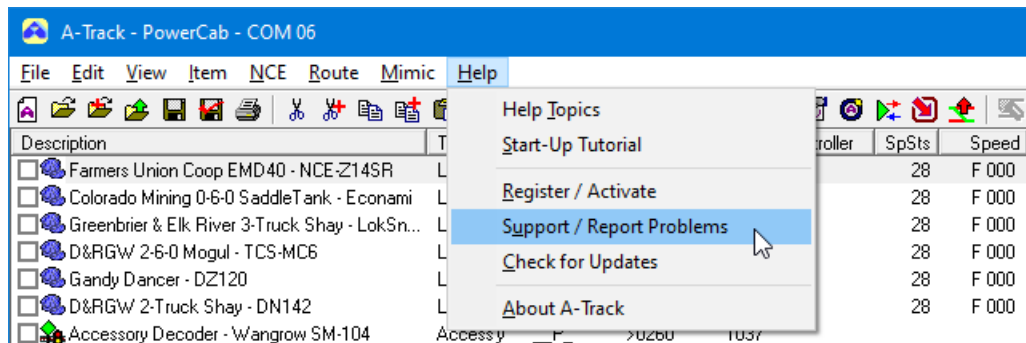 A-Track - PowerCab - COM 06
File Edit View Item NCE Route Mimic Help
Help Topics
Start-Up Tutorial
Register / Activate
Support / Report Problems
Check for Updates
About A-Track
Description T roller SpSts Speed
Farmers Union Coop EMD40 - NCE-Z14SR L 28 F 000
Colorado Mining 0-6-0 SaddleTank - Econami L 28 F 000
Greenbrier & Elk River 3-Truck Shay - LokSn... L 28 F 000
D&RGW 2-6-0 Mogul - TCS-MC6 L 28 F 000
Gandy Dancer - DZ120 L 28 F 000
D&RGW 2-Truck Shay - DN142 L 28 F 000
Accessory Decoder - Wangrow SM-104 Accessy __P_ >0260 1037